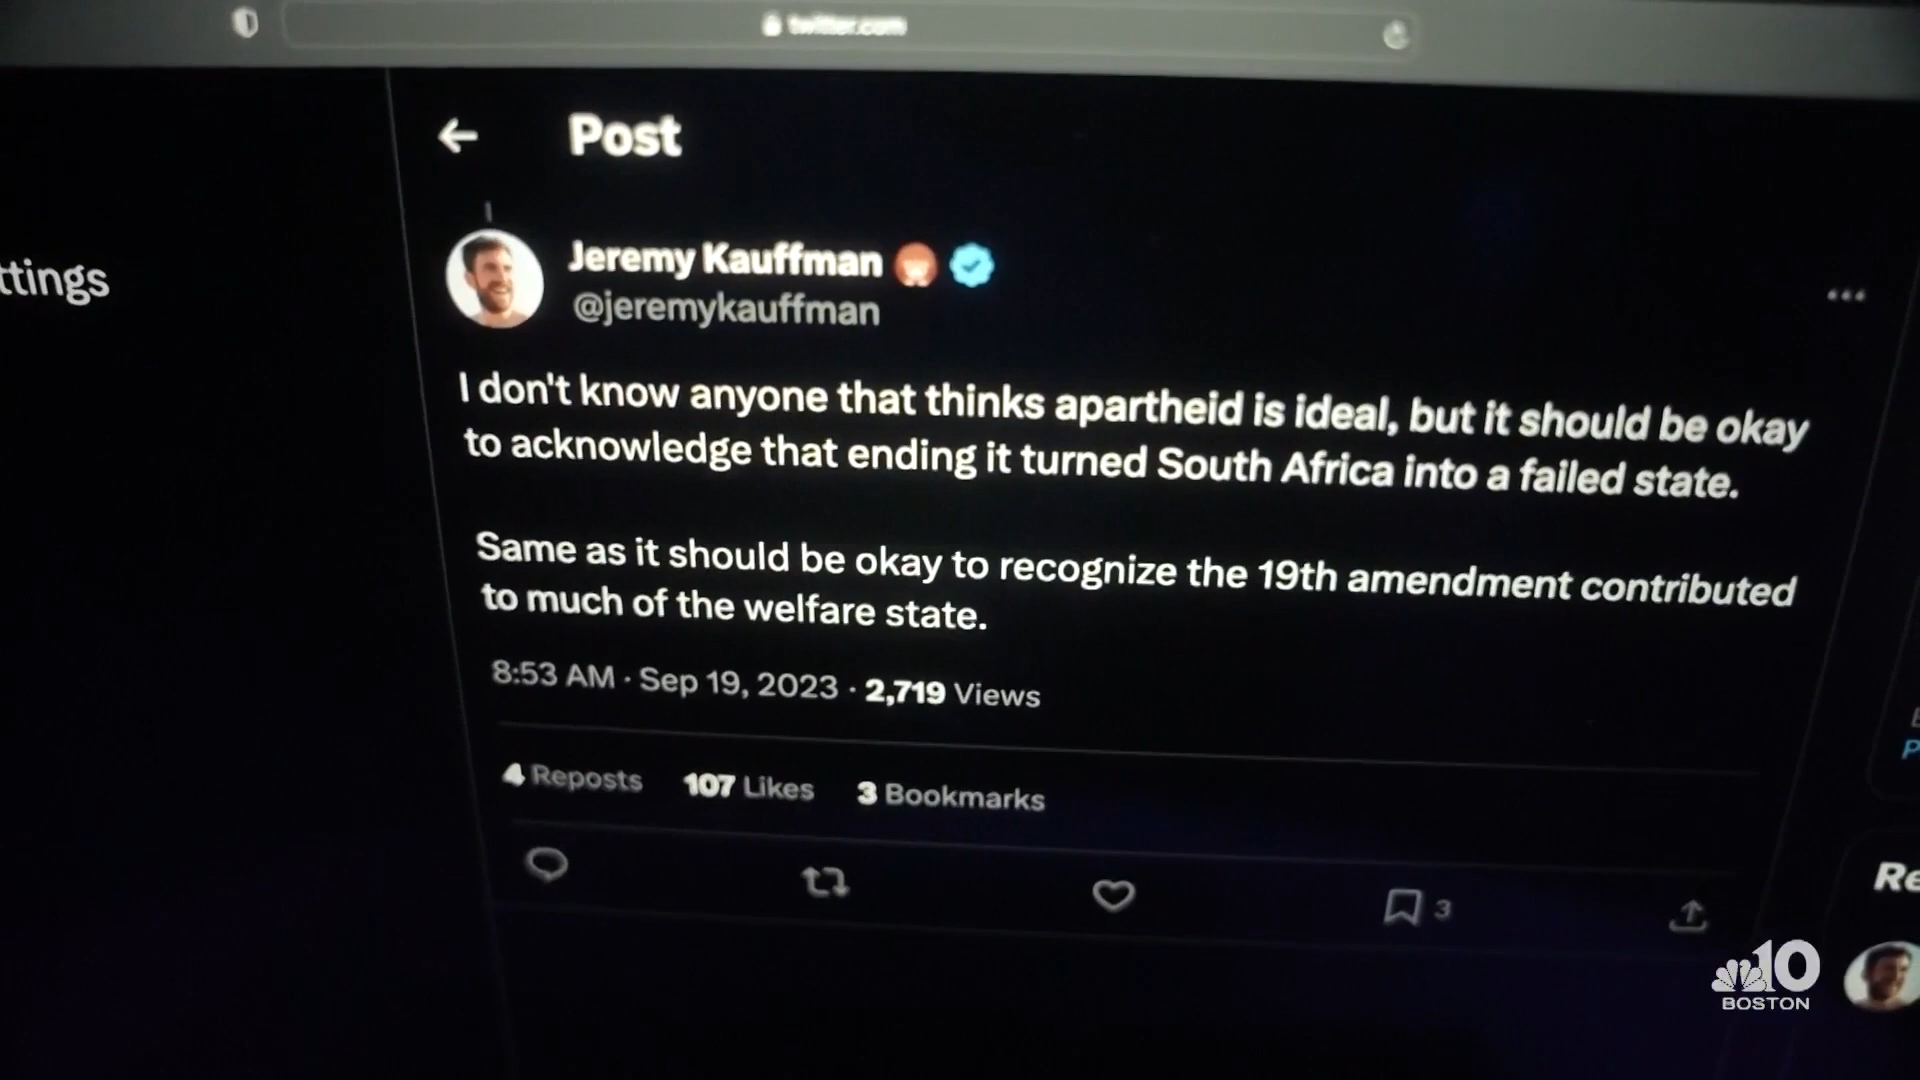 twitter.com
Post
ttings
Jeremy Kauffman
@jeremykauffman
I don't know anyone that thinks apartheid is ideal, but it should be okay
to acknowledge that ending it turned South Africa into a failed state.
Same as it should be okay to recognize the 19th amendment contributed
to much of the welfare state.
8:53 AM · Sep 19, 2023 · 2,719 Views
4 Reposts 107 Likes 3 Bookmarks
3
Re
10
BOSTON